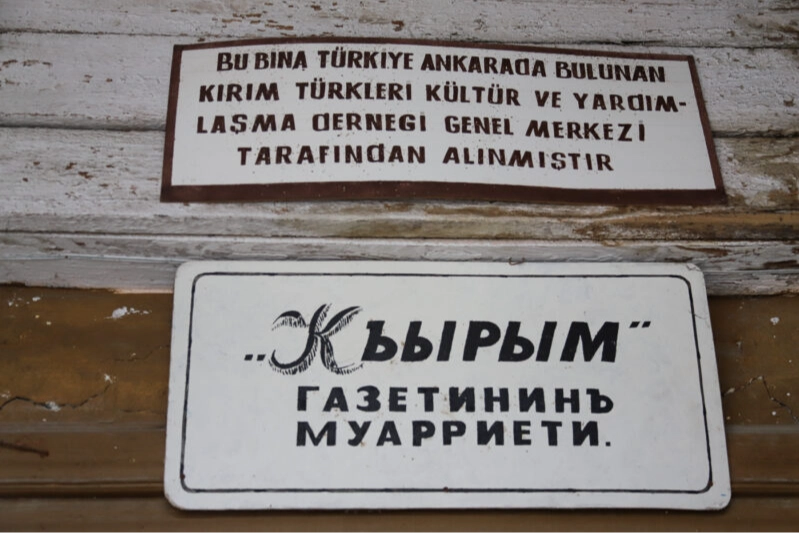 BU BINA TÜRKIYE ANKARADA BULUNAN
KIRIM TÜRKLERI KÜLTÜR VE YARDIM-
LAŞMA DERNEGI GENEL MERKEZI
TARAFINDAN ALINMIŞTIR
„КЪЫРЫМ"
ГАЗЕТИНИНЪ
МУАРРИЕТИ.